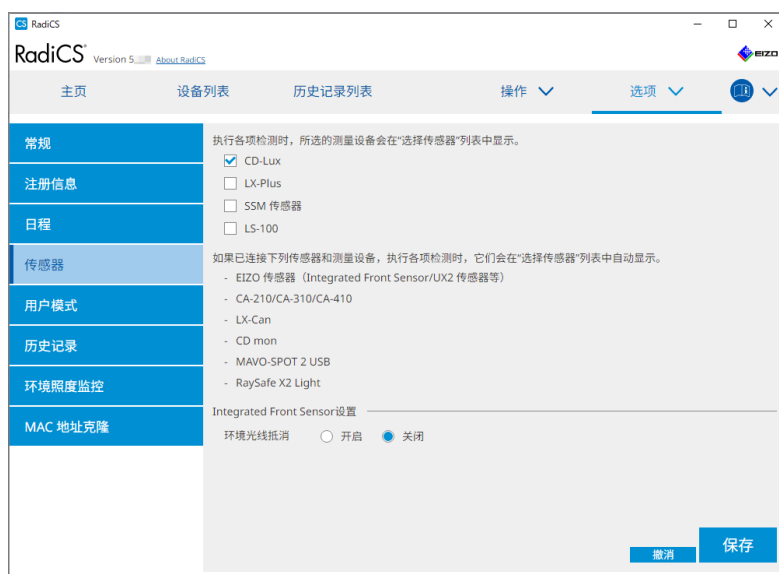 CS RadiCS
RadiCS Version 5 About RadiCS EIZO
主页 设备列表 历史记录列表 操作 选项
常规
注册信息
日程
传感器
用户模式
历史记录
环境照度监控
MAC 地址克隆
执行各项检测时，所选的测量设备会在“选择传感器”列表中显示。
CD-Lux
LX-Plus
SSM 传感器
LS-100
如果已连接下列传感器和测量设备，执行各项检测时，它们会在“选择传感器”列表中自动显示。
- EIZO 传感器（Integrated Front Sensor/UX2 传感器等）
- CA-210/CA-310/CA-410
- LX-Can
- CD mon
- MAVO-SPOT 2 USB
- RaySafe X2 Light
Integrated Front Sensor设置
环境光线抵消 开启 关闭
撤消 保存